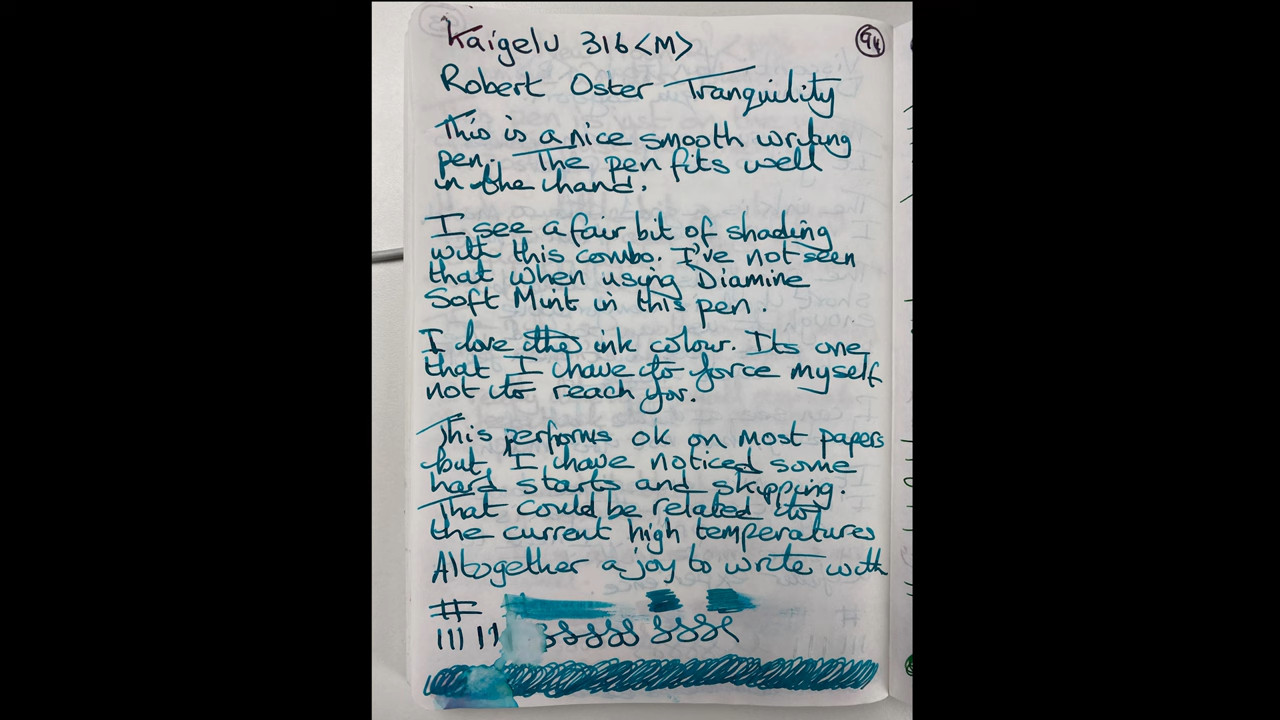 Kaigelu 316 <M>
94
Robert Oster Tranquility
This is a nice smooth writing
pen. The pen fits well
in the hand.
I see a fair bit of shading
with this combo. I've not seen
that when using Diamine
Soft Mint in this pen.
I love the ink colour. Its one
that I have to force myself
not to reach for.
This performs ok on most papers
but, I have noticed some
hard starts and skipping.
That could be related to
the current high temperatures
Altogether a joy to write with